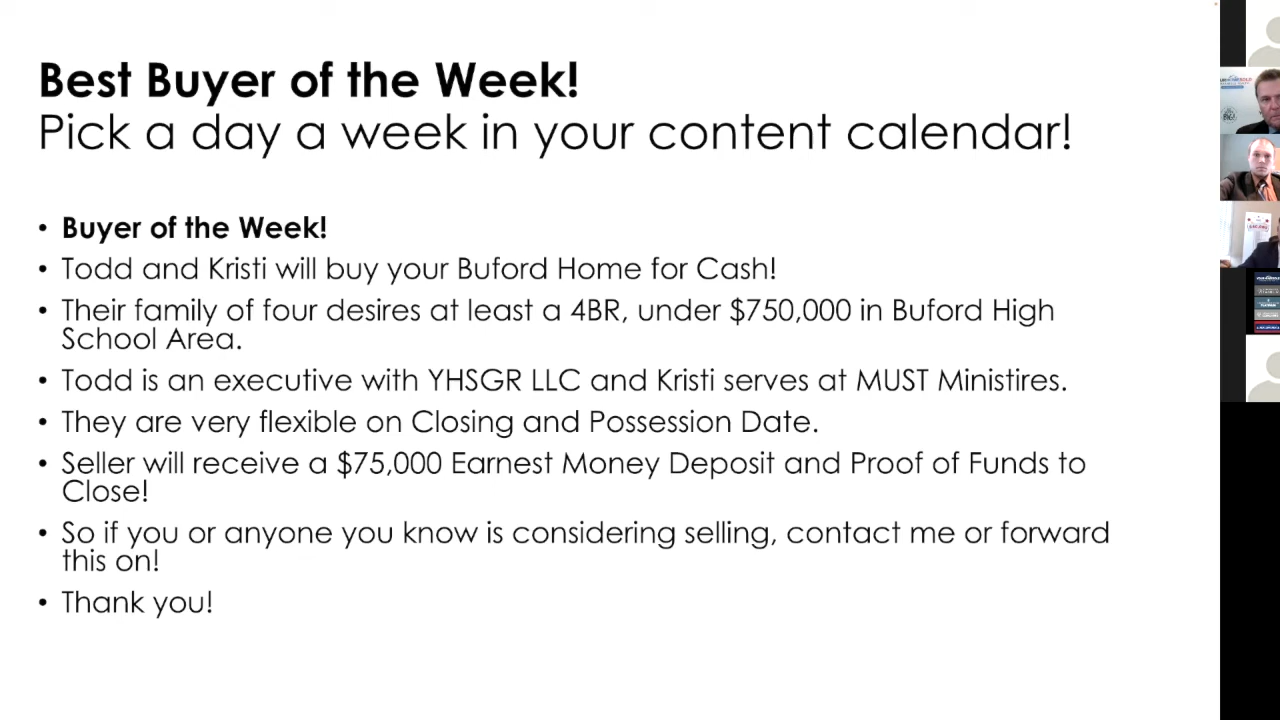 Best Buyer of the Week!
Pick a day a week in your content calendar!
• Buyer of the Week!
• Todd and Kristi will buy your Buford Home for Cash!
• Their family of four desires at least a 4BR, under $750,000 in Buford High
School Area.
• Todd is an executive with YHSGR LLC and Kristi serves at MUST Ministires.
• They are very flexible on Closing and Possession Date.
• Seller will receive a $75,000 Earnest Money Deposit and Proof of Funds to
Close!
• So if you or anyone you know is considering selling, contact me or forward
this on!
• Thank you!